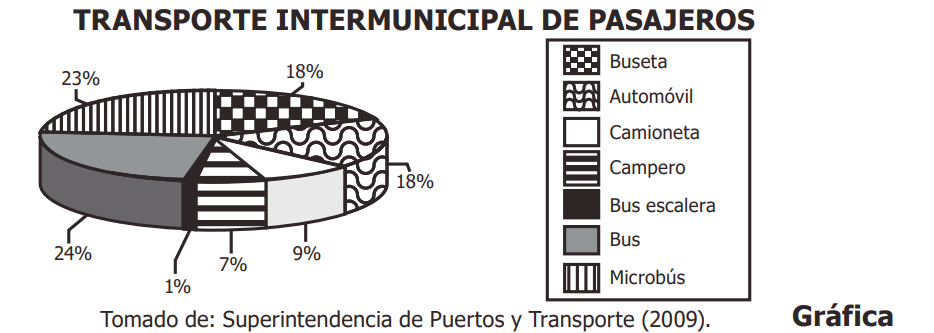 TRANSPORTE INTERMUNICIPAL DE PASAJEROS
23%
18%
18%
9%
7%
1%
24%
Buseta
Automóvil
Camioneta
Campero
Bus escalera
Bus
Microbús
Tomado de: Superintendencia de Puertos y Transporte (2009).
Gráfica